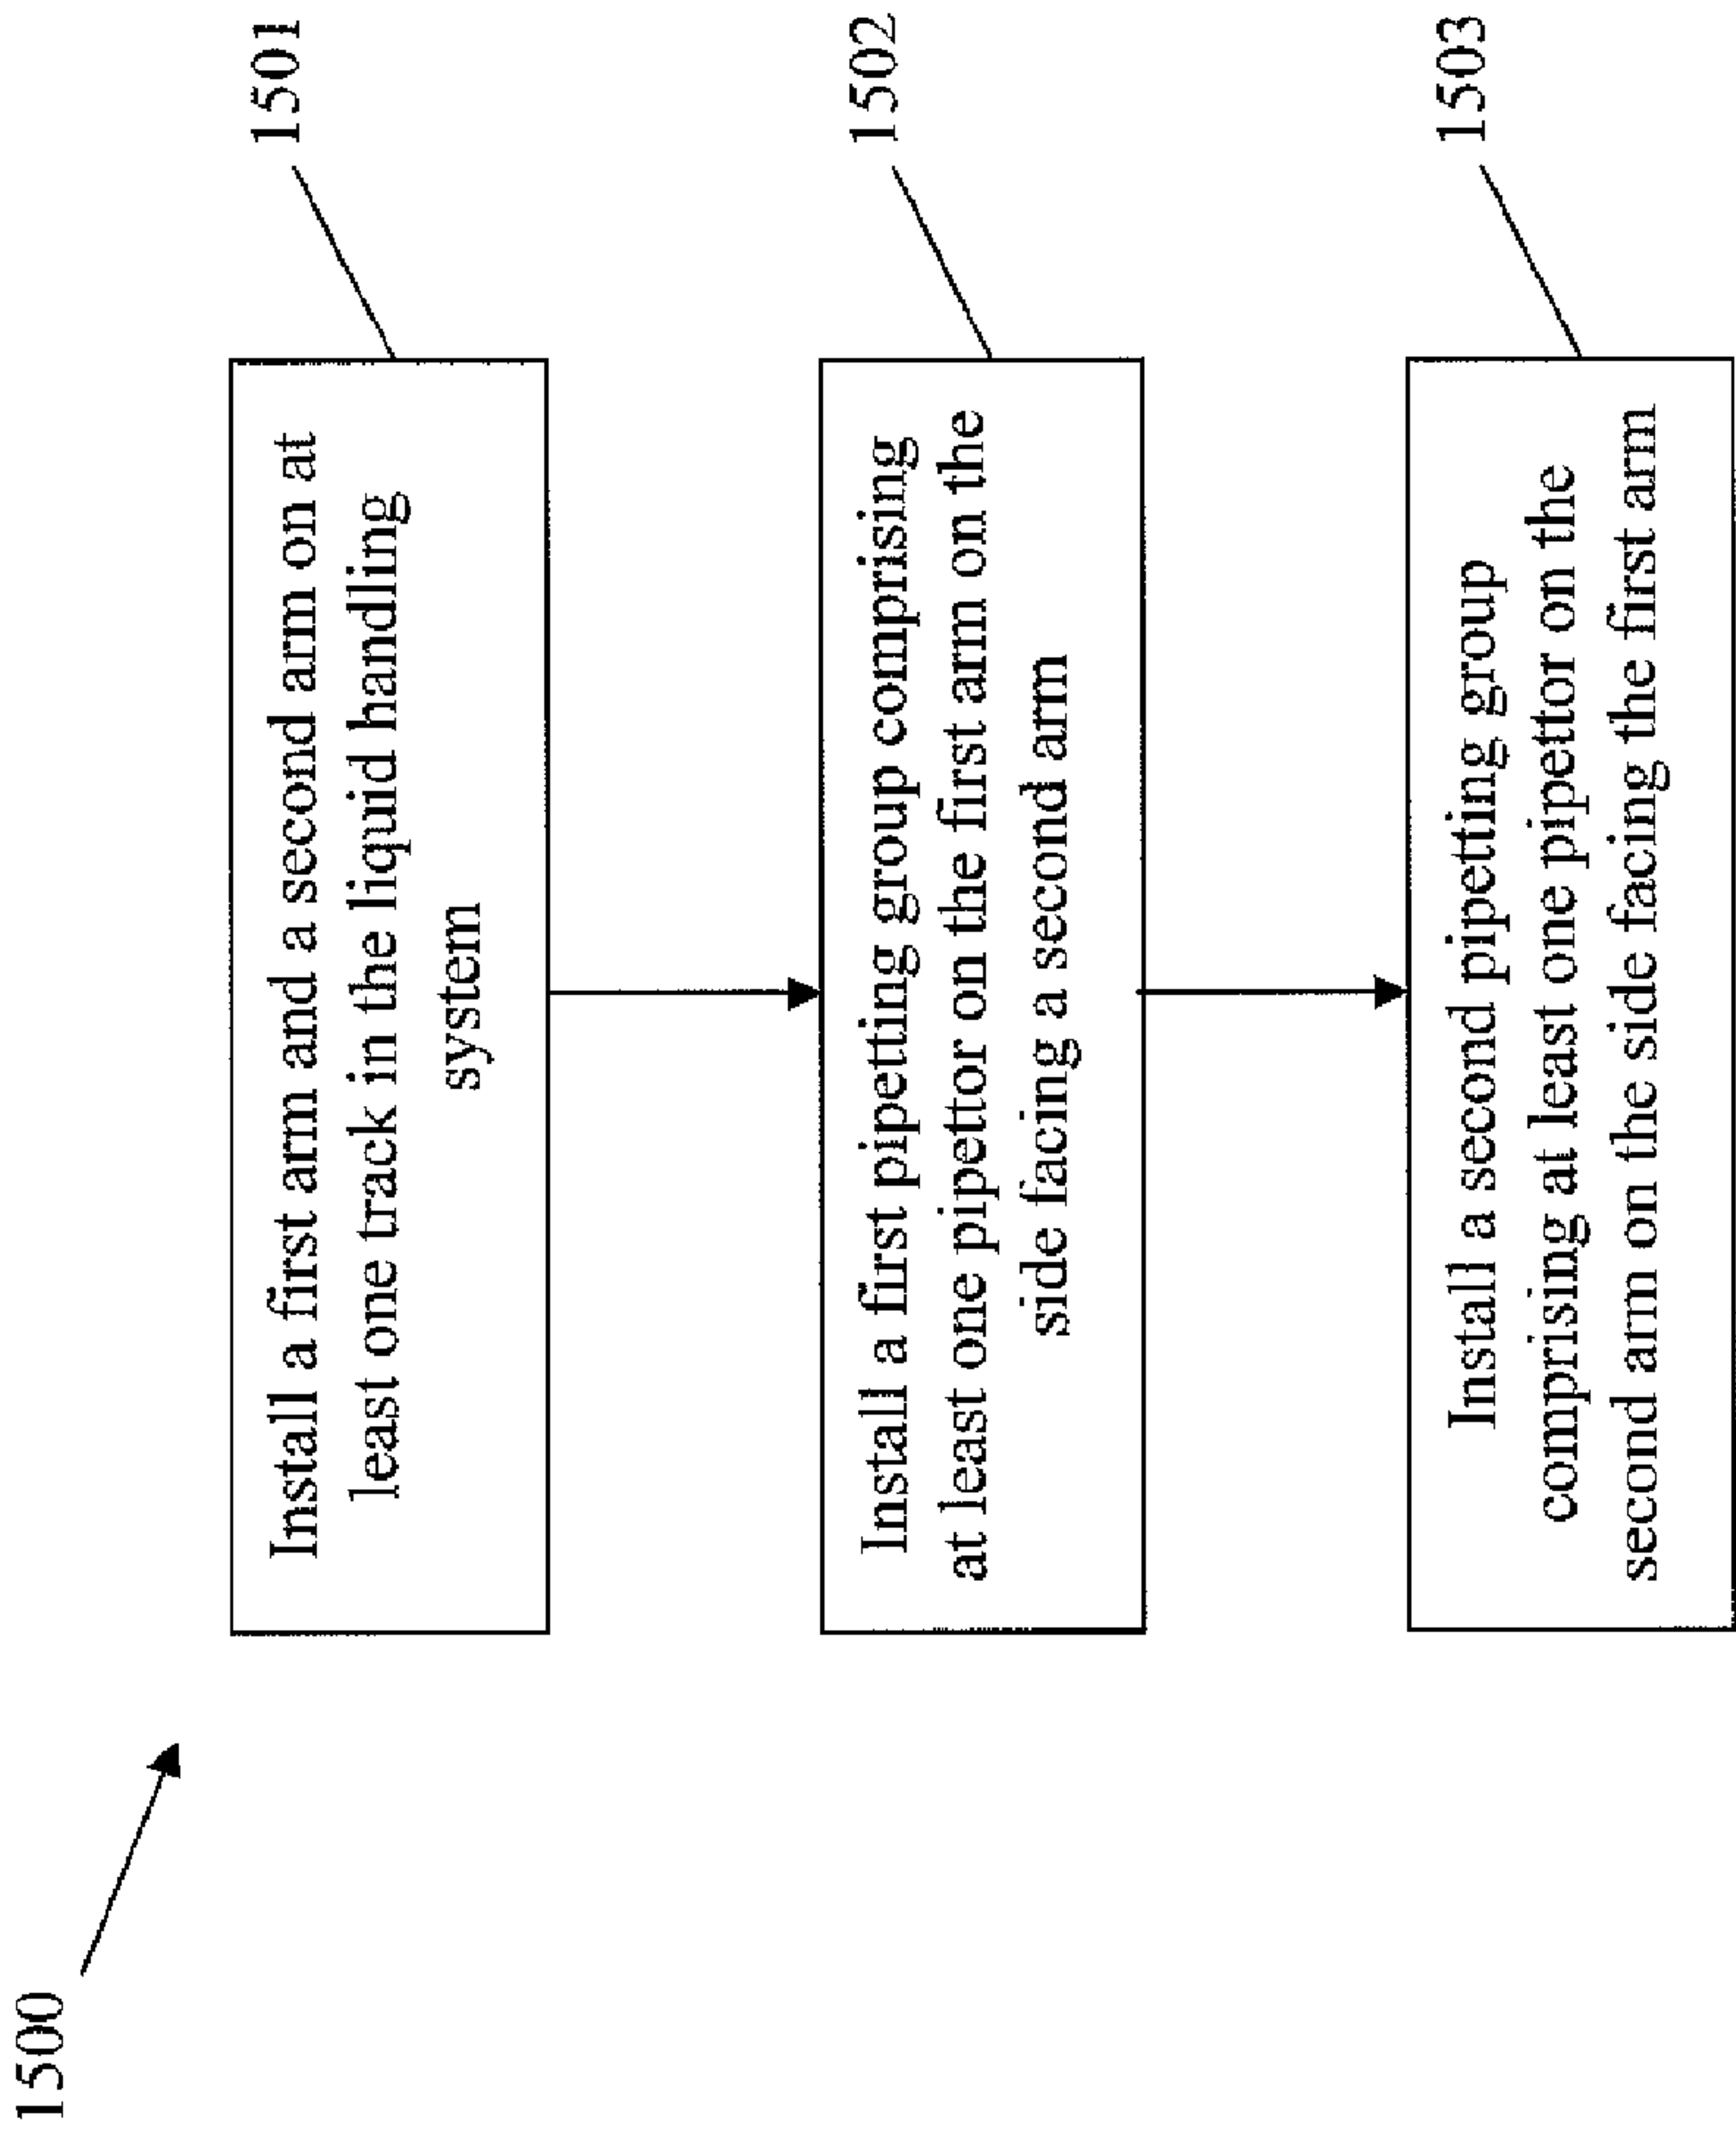 1500
Install a first arm and a second arm on at
least one track in the liquid handling
system
1501
Install a first pipetting group comprising
at least one pipettor on the first arm on the
side facing a second arm
1502
Install a second pipetting group
comprising at least one pipettor on the
second arm on the side facing the first arm
1503